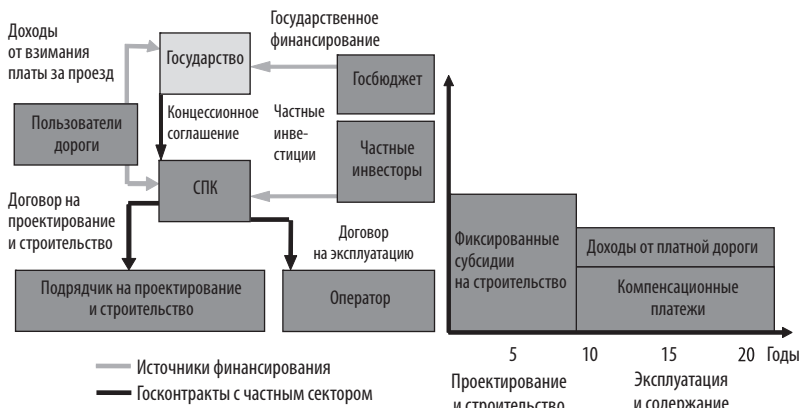 Доходы
от взимания
платы за проезд
Государственное
финансирование
Государство
Госбюджет
Пользователи
дороги
Концессионное
соглашение
Частные
инве-
стиции
Частные
инвесторы
СПК
Договор на
проектирование
и строительство
Договор
на эксплуатацию
Подрядчик на проектирование
и строительство
Оператор
Источники финансирования
Госконтракты с частным сектором
Фиксированные
субсидии
на строительство
Доходы от платной дороги
Компенсационные
платежи
5 10 15 20 Годы
Проектирование
и строительство
Эксплуатация
и содержание